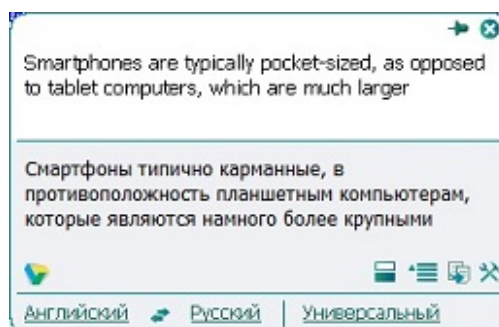 Smartphones are typically pocket-sized, as opposed
to tablet computers, which are much larger
Смартфоны типично карманные, в
противоположность планшетным компьютерам,
которые являются намного более крупными
Английский Русский Универсальный